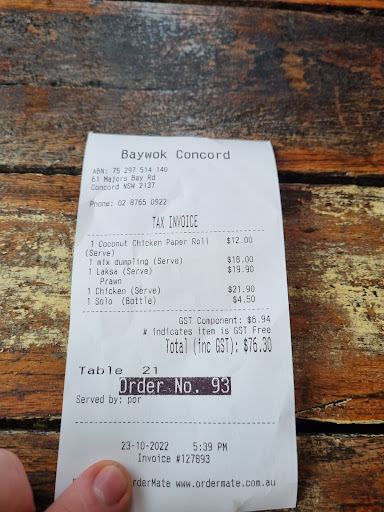 Baywok Concord
ABN: 75 297 514 140
61 Majors Bay Rd
Concord NSW 2137
Phone: 02 8765 0922
TAX INVOICE
1 Coconut Chicken Paper Roll $12.00
(Serve)
1 mix dumpling (Serve) $18.00
1 Laksa (Serve) $19.90
Prawn
1 Chicken (Serve) $21.90
1 Solo (Bottle) $4.50
GST Component: $6.94
# indicates item is GST Free
Total (inc GST): $76.30
Table 21
Order No. 93
Served by: por
23-10-2022 5:39 PM
Invoice #127893
rderMate www.ordermate.com.au